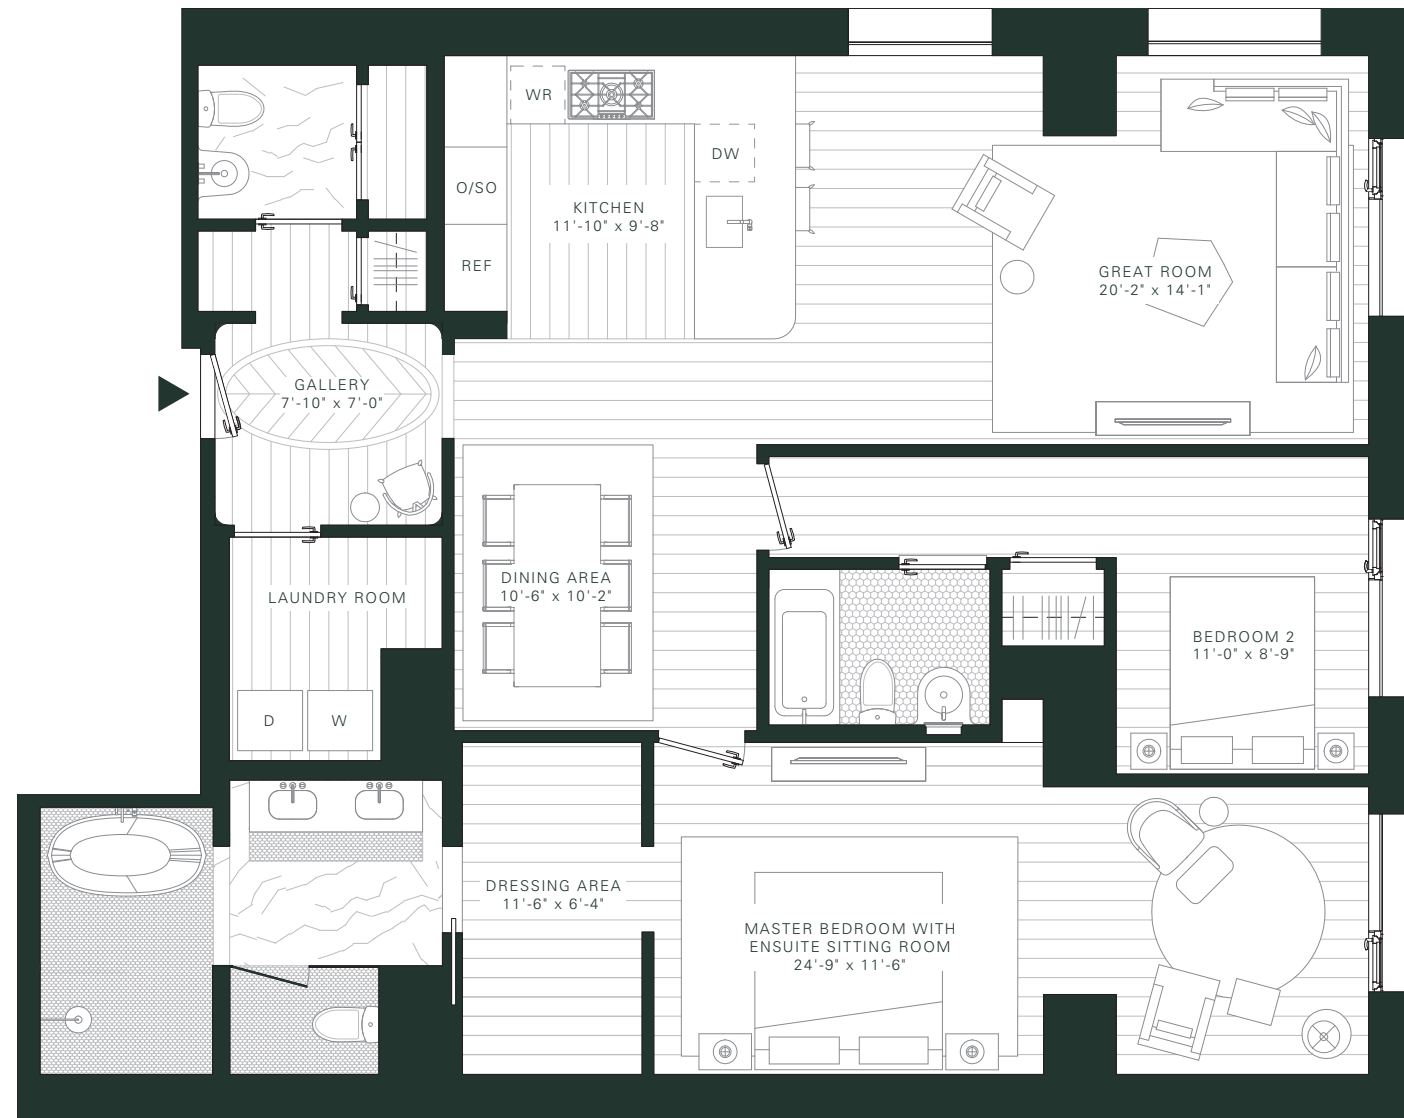 WR
DW
O/SO
KITCHEN
11'-10" x 9'-8"
REF
GREAT ROOM
20'-2" x 14'-1"
GALLERY
7'-10" x 7'-0"
DINING AREA
10'-6" x 10'-2"
LAUNDRY ROOM
BEDROOM 2
11'-0" x 8'-9"
D
W
DRESSING AREA
11'-6" x 6'-4"
MASTER BEDROOM WITH
ENSUITE SITTING ROOM
24'-9" x 11'-6"